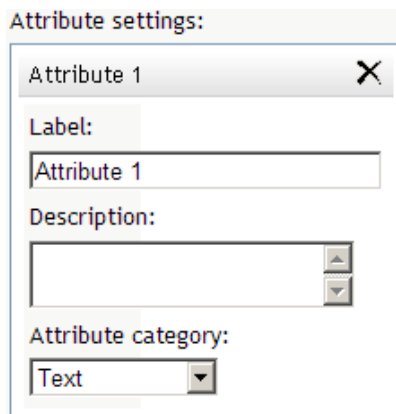 Attribute settings:
Attribute 1
Label:
Attribute 1
Description:
Attribute category:
Text